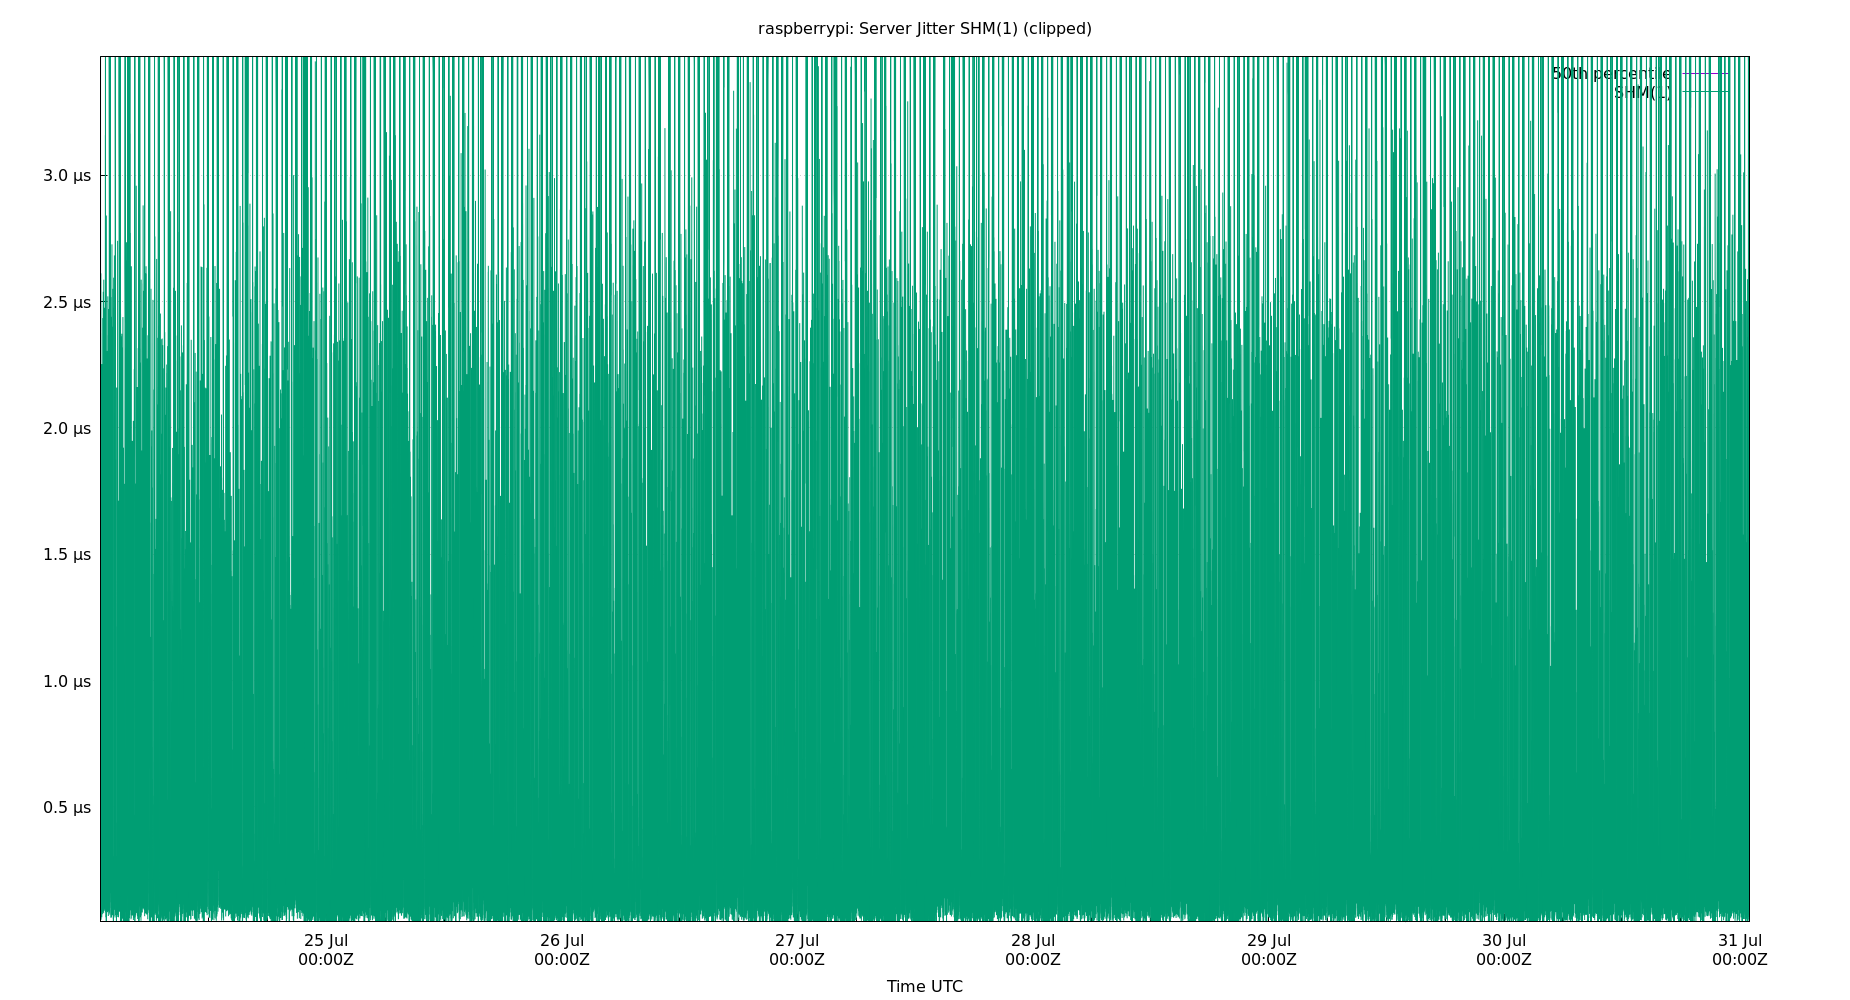 raspberrypi: Server Jitter SHM(1) (clipped)
50th percentile
SHM(1)
3.0 µs
2.5 µs
2.0 µs
1.5 µs
1.0 µs
0.5 µs
25 Jul 26 Jul 27 Jul 28 Jul 29 Jul 30 Jul 31 Jul
00:00Z 00:00Z 00:00Z 00:00Z 00:00Z 00:00Z 00:00Z
Time UTC